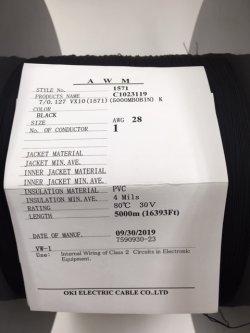 A W M
STYLE No. 1571
PRODUCTS NAME C1023119
7/0.127 VX10(1571)(5000MBOBIN) K
COLOR
BLACK
SIZE AWG 28
No. OF CONDUCTOR 1
JACKET MATERIAL
JACKET MIN.AVE.
INNER JACKET MATERIAL
INNER JACKET MIN.AVE.
INSULATION MATERIAL PVC
INSULATION MIN.AVE. 4 Mils
RATING 80℃ 30V
LENGTH 5000m (16393Ft)
DATE OF MANUF. 09/30/2019
7590930-23
VW-1
Use: Internal Wiring of Class 2 Circuits in Electronic
Equipment.
OKI ELECTRIC CABLE CO.,LTD